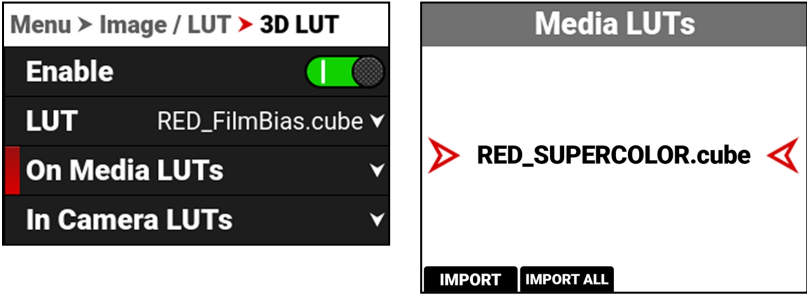 Menu > Image / LUT > 3D LUT
Enable
LUT RED_FilmBias.cube
On Media LUTs
In Camera LUTs
Media LUTs
RED_SUPERCOLOR.cube
IMPORT IMPORT ALL